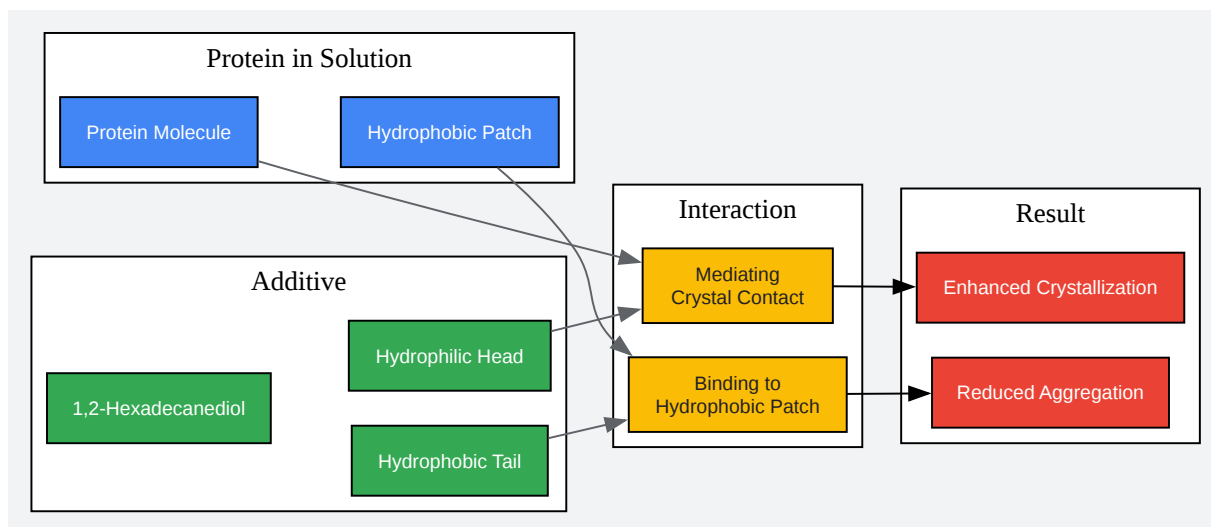 Protein in Solution
Protein Molecule
Hydrophobic Patch
Additive
Hydrophilic Head
1,2-Hexadecanediol
Hydrophobic Tail
Interaction
Mediating
Crystal Contact
Binding to
Hydrophobic Patch
Result
Enhanced Crystallization
Reduced Aggregation